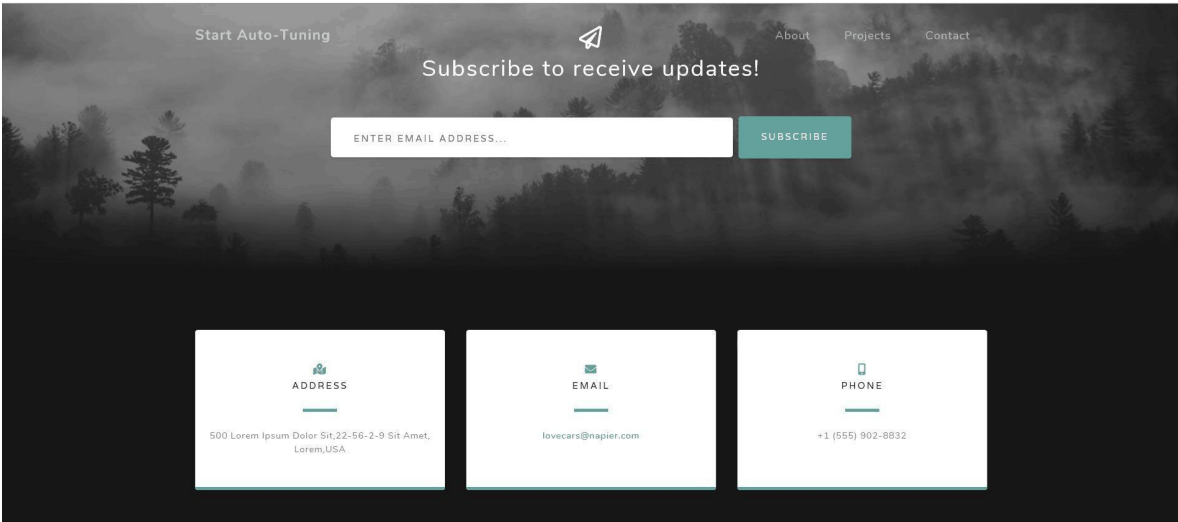 Start Auto-Tuning
About Projects Contact
Subscribe to receive updates!
ENTER EMAIL ADDRESS...
SUBSCRIBE
ADDRESS
500 Lorem Ipsum Dolor Sit,22-56-2-9 Sit Amet,
Lorem,USA
EMAIL
lovecars@napier.com
PHONE
+1 (555) 902-8832